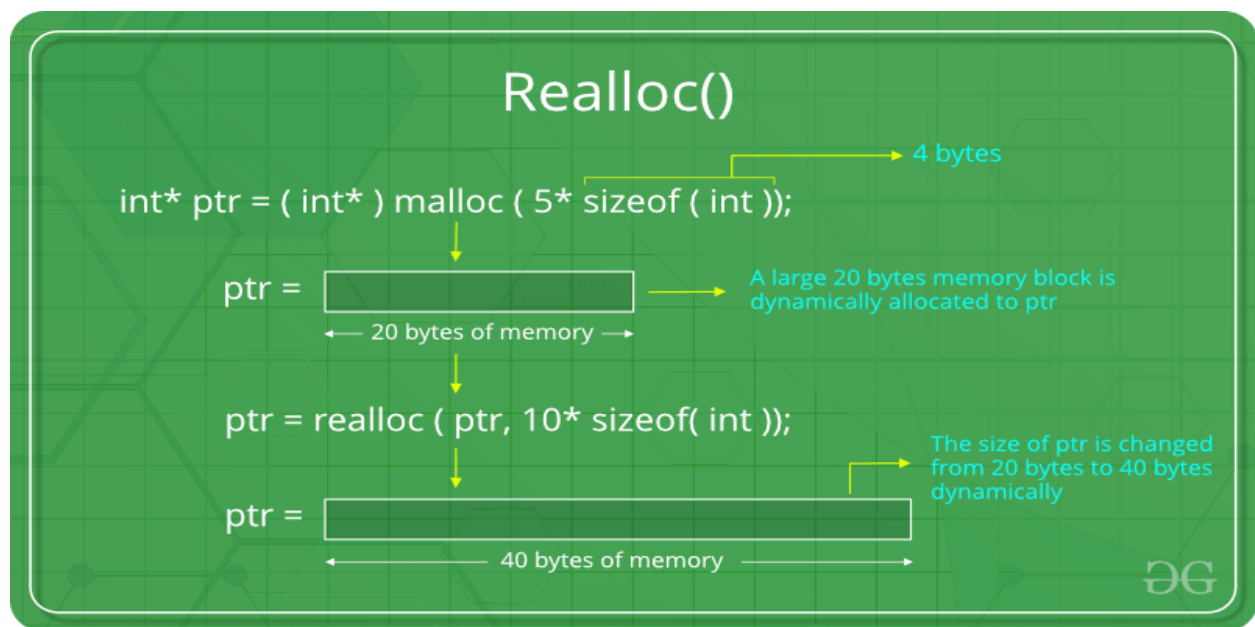 Realloc()
4 bytes
int* ptr = ( int* ) malloc ( 5* sizeof ( int ));
ptr =
A large 20 bytes memory block is
dynamically allocated to ptr
20 bytes of memory
ptr = realloc ( ptr, 10* sizeof( int ));
The size of ptr is changed
from 20 bytes to 40 bytes
dynamically
ptr =
40 bytes of memory